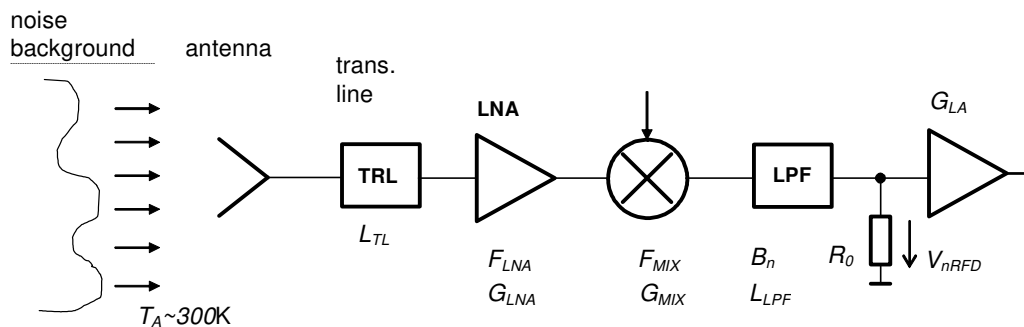 noise
background
antenna
trans.
line
LNA
G_LA
TRL
LPF
L_TL
F_LNA
G_LNA
F_MIX
G_MIX
B_n
L_LPF
R_0
V_nRFD
T_A~300K